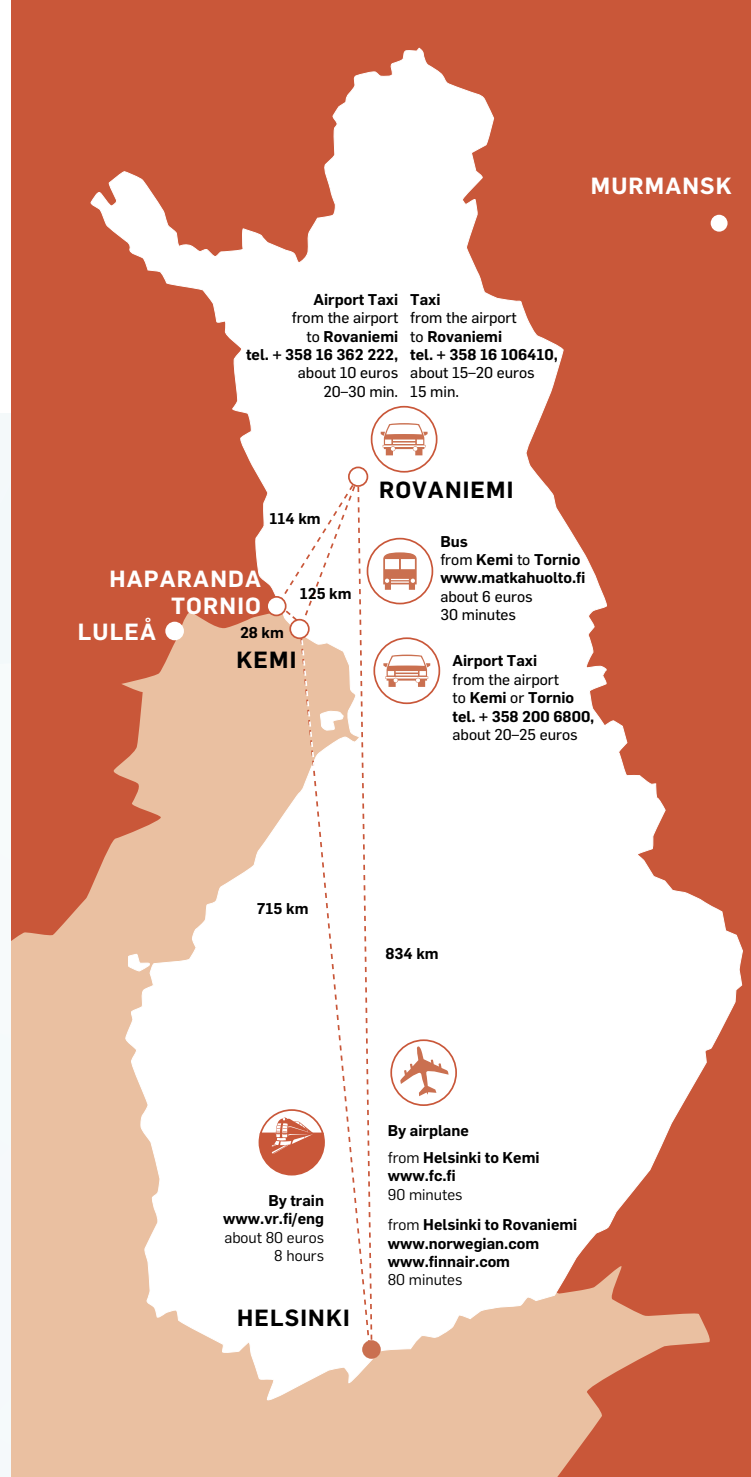 MURMANSK
Airport Taxi
from the airport
to Rovaniemi
tel. + 358 16 362 222,
about 10 euros
20–30 min.
Taxi
from the airport
to Rovaniemi
tel. + 358 16 106410,
about 15–20 euros
15 min.
ROVANIEMI
114 km
Bus
from Kemi to Tornio
www.matkahuolto.fi
about 6 euros
30 minutes
HAPARANDA
TORNIO
125 km
LULEÅ
28 km
KEMI
Airport Taxi
from the airport
to Kemi or Tornio
tel. + 358 200 6800,
about 20–25 euros
715 km
834 km
By airplane
from Helsinki to Kemi
www.fc.fi
90 minutes
from Helsinki to Rovaniemi
www.norwegian.com
www.finnair.com
80 minutes
By train
www.vr.fi/eng
about 80 euros
8 hours
HELSINKI